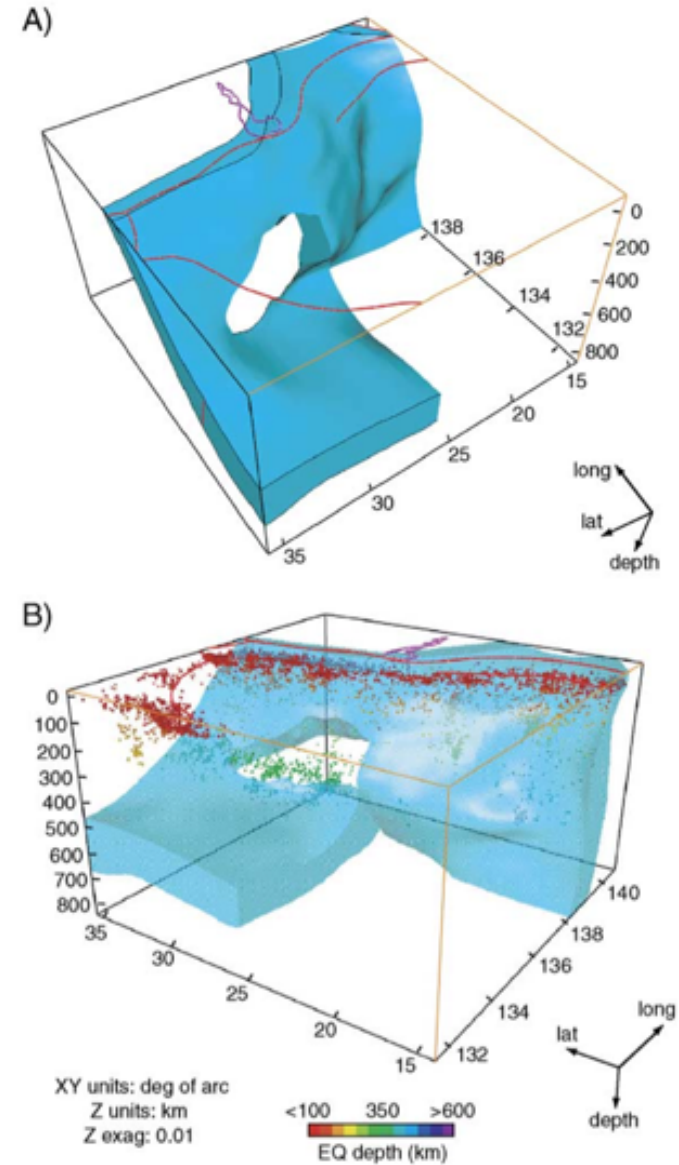 A)
138
136
134
132
0
200
400
600
800
15
20
25
30
35
long
lat
depth
B)
0
100
200
300
400
500
600
700
800
35
30
25
20
15
140
138
136
134
132
long
lat
depth
XY units: deg of arc
Z units: km
Z exag: 0.01
<100 350 >600
EQ depth (km)